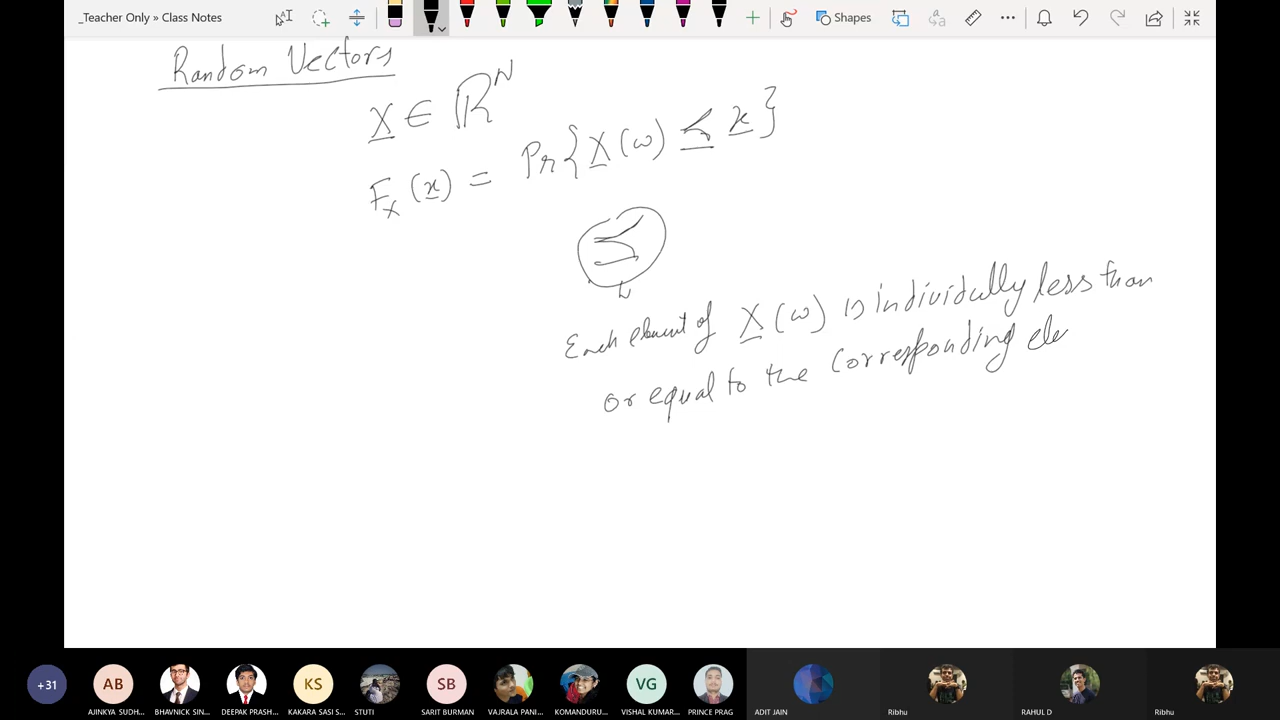 _Teacher Only » Class Notes
Shapes
Random Vectors
X ∈ ℝᴺ
F_X (x) = Pr{X(ω) ⪯ x}
⪯
Each element of X(ω) is individully less than
or equal to the corresponding ele
+31
AB
KS
SB
VG
AJINKYA SUDH...
BHAVNICK SIN...
DEEPAK PRASH...
KAKARA SASI S...
STUTI
SARIT BURMAN
VAJRALA PANI...
KOMANDURU...
VISHAL KUMAR...
PRINCE PRAG
ADIT JAIN
Ribhu
RAHUL D
Ribhu